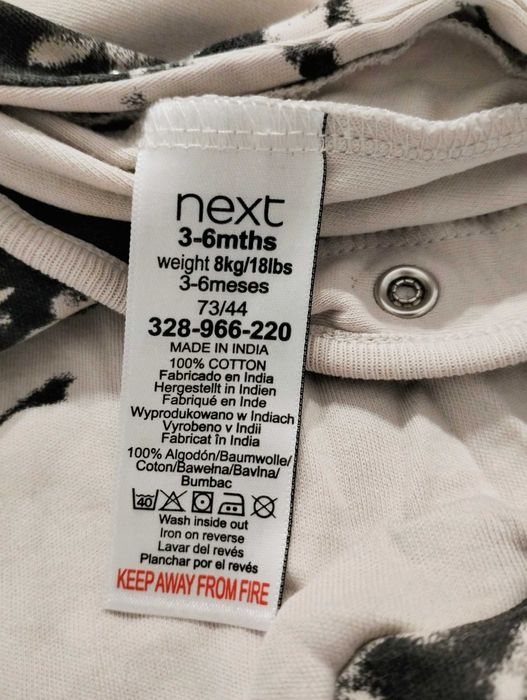 next
3-6mths
weight 8kg/18lbs
3-6meses
73/44
328-966-220
MADE IN INDIA
100% COTTON
Fabricado en India
Hergestellt in Indien
Fabriqué en Inde
Wyprodukowano w Indiach
Vyrobeno v Indii
Fabricat în India
100% Algodón/Baumwolle/
Coton/Bawełna/Bavlna/
Bumbac
40
Wash inside out
Iron on reverse
Lavar del revés
Planchar por el revés
KEEP AWAY FROM FIRE